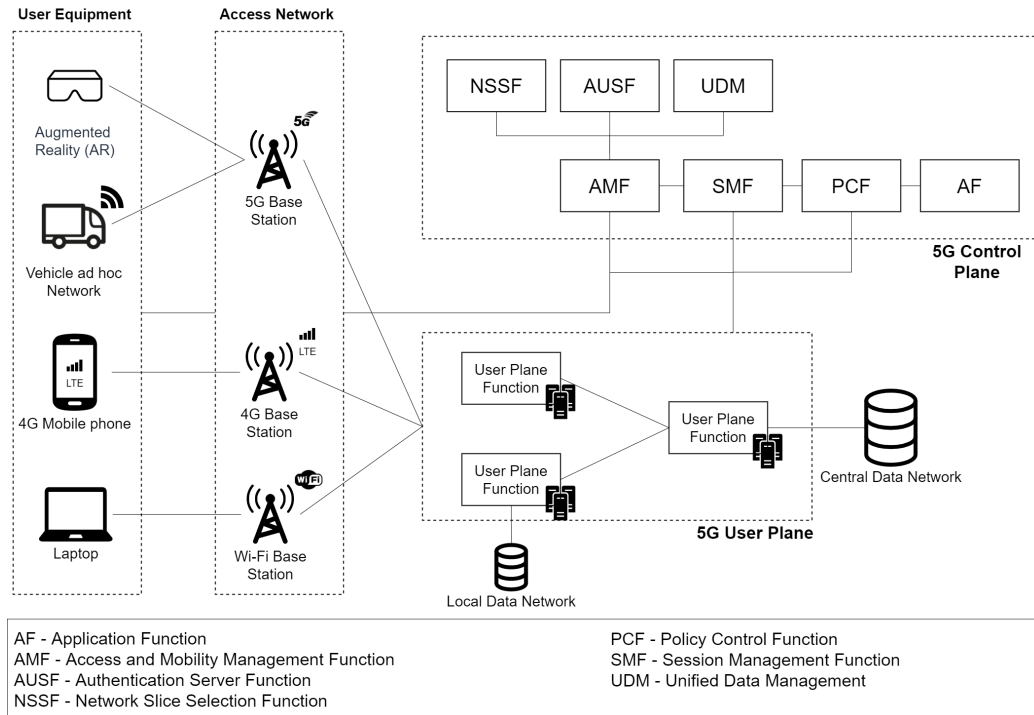 User Equipment
Access Network
Augmented
Reality (AR)
Vehicle ad hoc
Network
LTE
4G Mobile phone
Laptop
5G
5G Base
Station
LTE
4G Base
Station
Wi Fi
Wi-Fi Base
Station
NSSF
AUSF
UDM
AMF
SMF
PCF
AF
5G Control
Plane
User Plane
Function
User Plane
Function
User Plane
Function
5G User Plane
Central Data Network
Local Data Network
AF - Application Function
AMF - Access and Mobility Management Function
AUSF - Authentication Server Function
NSSF - Network Slice Selection Function
PCF - Policy Control Function
SMF - Session Management Function
UDM - Unified Data Management